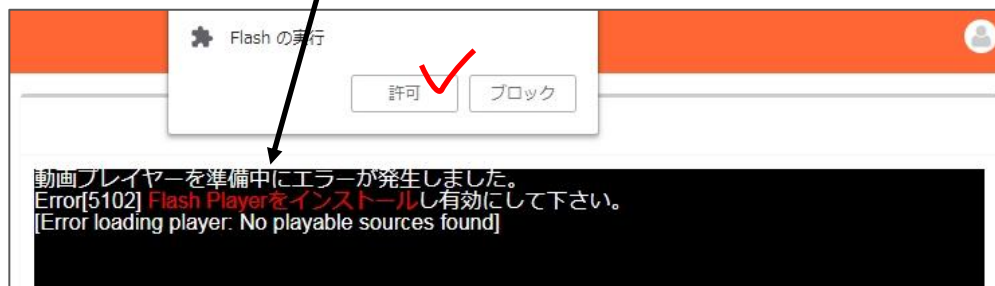 Flash の実行
許可
ブロック
動画プレイヤーを準備中にエラーが発生しました。
Error[5102] Flash Playerをインストールし有効にして下さい。
[Error loading player: No playable sources found]